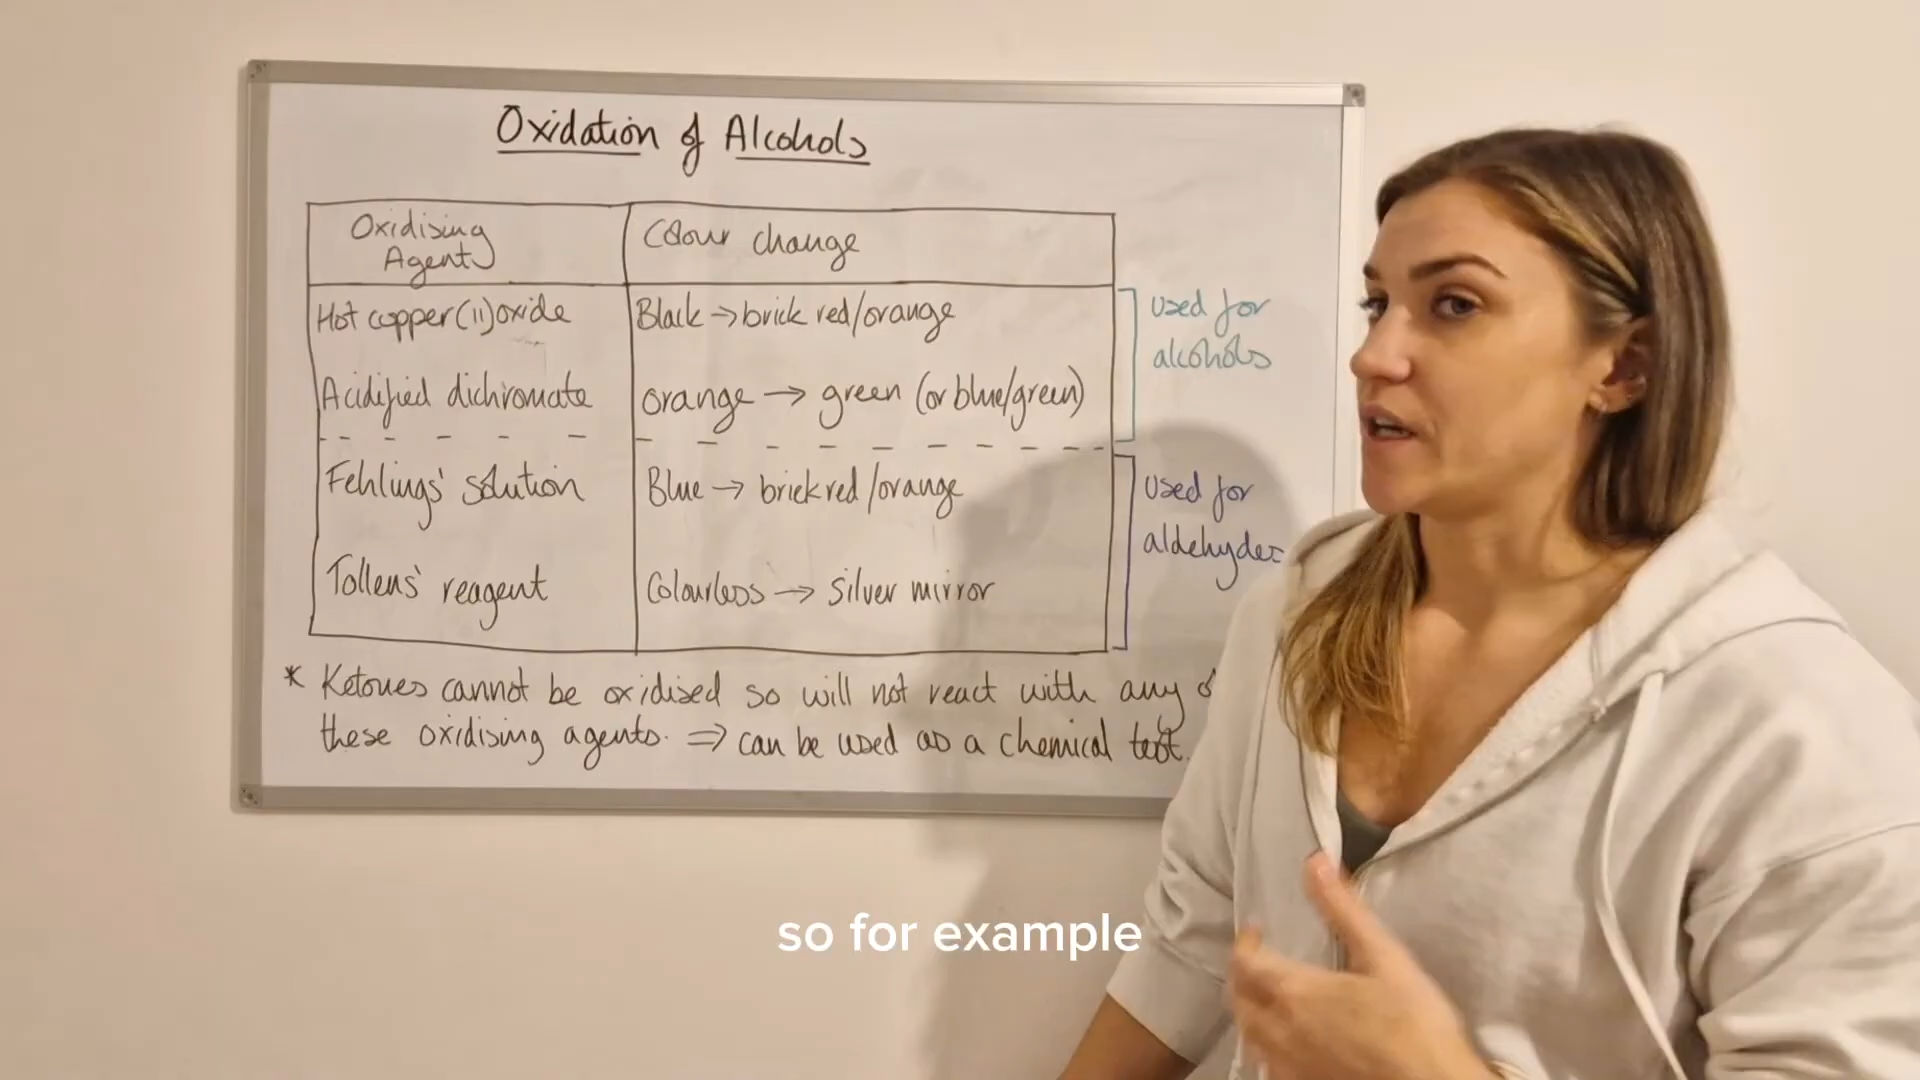 Oxidation of Alcohols
Oxidising Agent
Colour change
Hot copper(II) oxide
Black → brick red/orange
Acidified dichromate
orange → green (or blue/green)
used for
alcohols
Fehlings' solution
Blue → brick red/orange
Tollens' reagent
Colourless → silver mirror
used for
aldehydes
* Ketones cannot be oxidised so will not react with any of
these oxidising agents. ⇒ can be used as a chemical test.
so for example